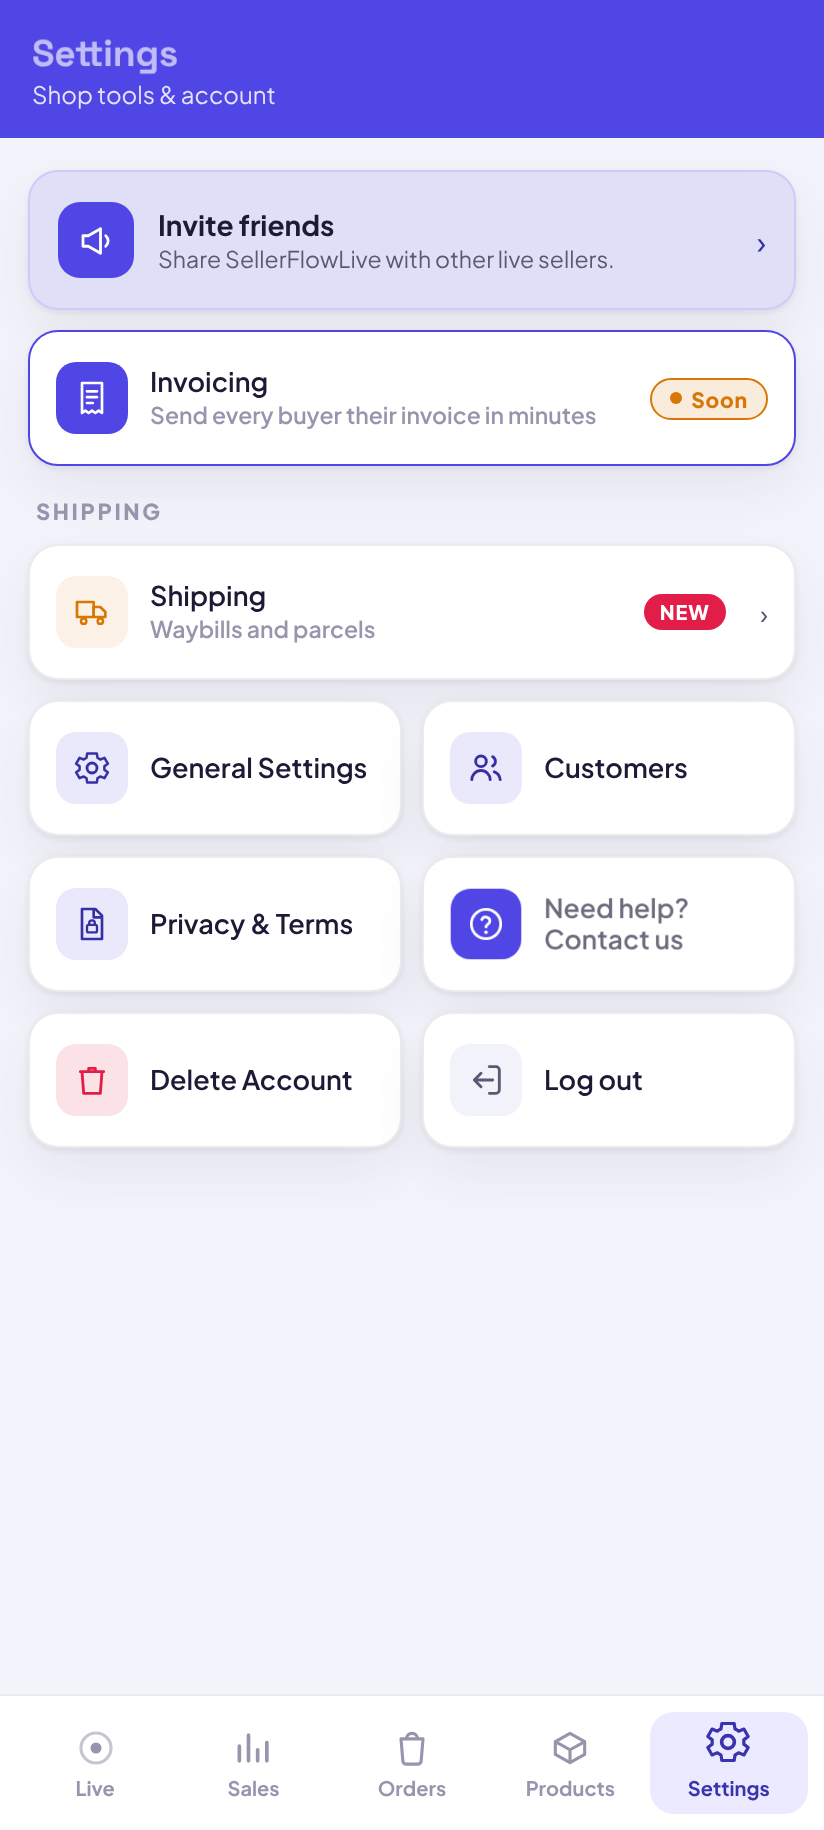 Settings
Shop tools & account
Invite friends
Share SellerFlowLive with other live sellers.
Invoicing
Send every buyer their invoice in minutes
Soon
SHIPPING
Shipping
Waybills and parcels
NEW
General Settings
Customers
Privacy & Terms
Need help?
Contact us
Delete Account
Log out
Live
Sales
Orders
Products
Settings